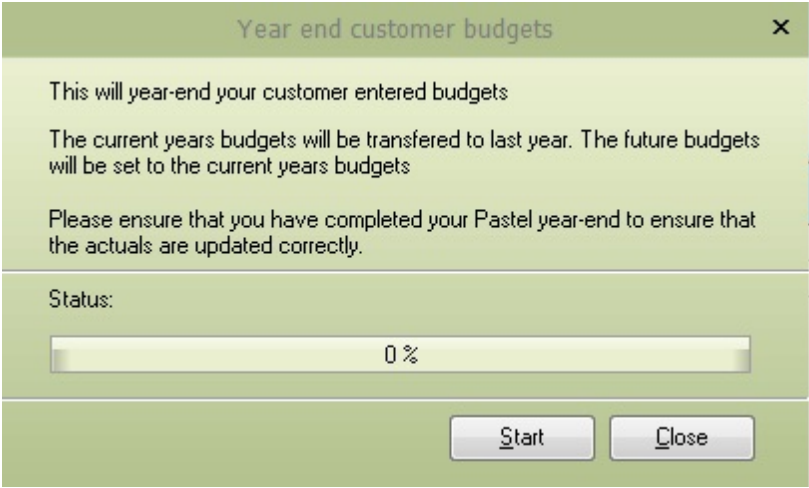 Year end customer budgets
This will year-end your customer entered budgets
The current years budgets will be transfered to last year. The future budgets
will be set to the current years budgets
Please ensure that you have completed your Pastel year-end to ensure that
the actuals are updated correctly.
Status:
0 %
Start Close